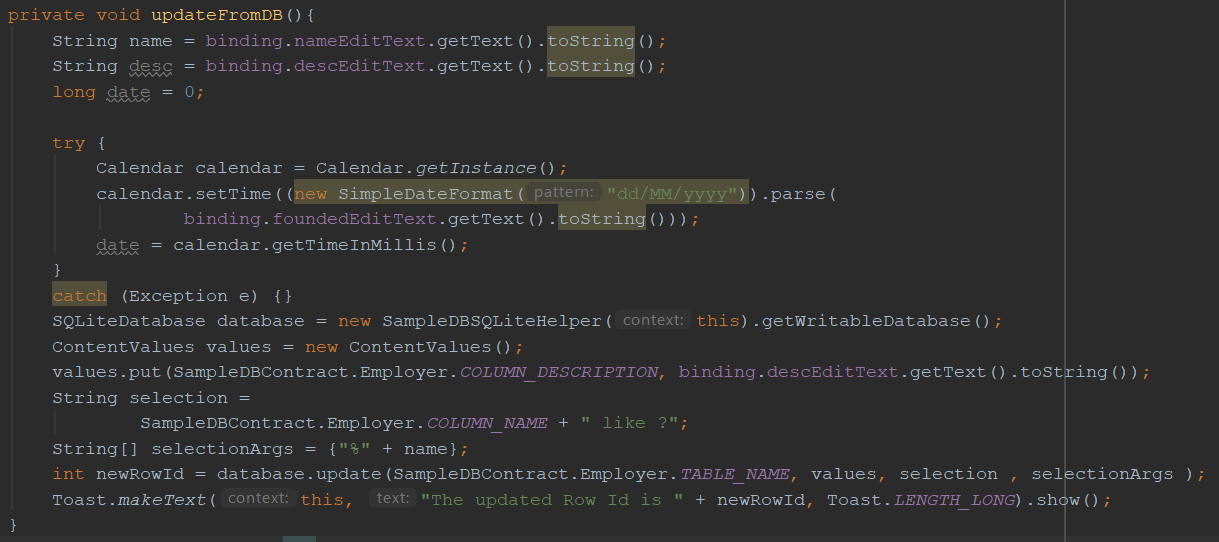 private void updateFromDB(){
String name = binding.nameEditText.getText().toString();
String desc = binding.descEditText.getText().toString();
long date = 0;
try {
Calendar calendar = Calendar.getInstance();
calendar.setTime((new SimpleDateFormat( pattern: "dd/MM/yyyy")).parse(
binding.foundedEditText.getText().toString()));
date = calendar.getTimeInMillis();
}
catch (Exception e) {}
SQLiteDatabase database = new SampleDBSQLiteHelper( context: this).getWritableDatabase();
ContentValues values = new ContentValues();
values.put(SampleDBContract.Employer.COLUMN_DESCRIPTION, binding.descEditText.getText().toString());
String selection =
SampleDBContract.Employer.COLUMN_NAME + " like ?";
String[] selectionArgs = {"%" + name};
int newRowId = database.update(SampleDBContract.Employer.TABLE_NAME, values, selection , selectionArgs );
Toast.makeText( context: this, text: "The updated Row Id is " + newRowId, Toast.LENGTH_LONG).show();
}